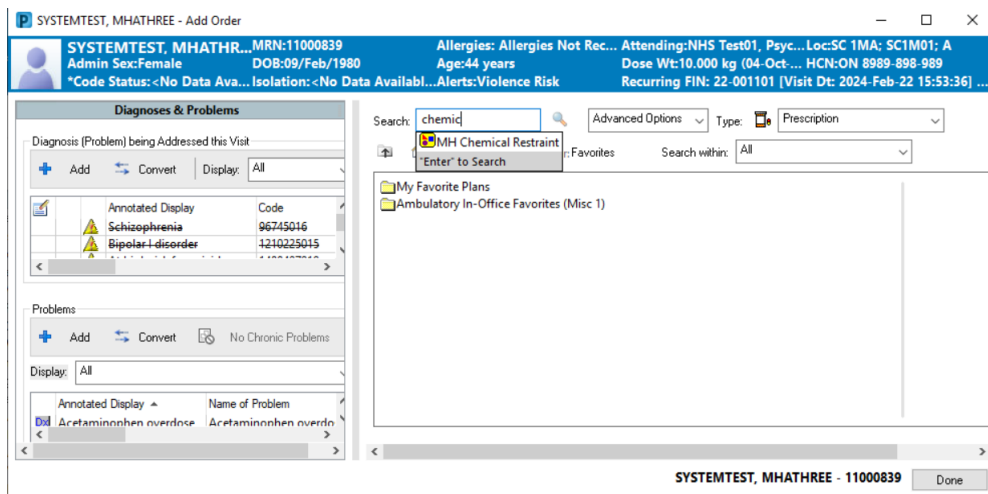 SYSTEMTEST, MHATHREE - Add Order
SYSTEMTEST, MHATHR... MRN:11000839 Allergies: Allergies Not Rec... Attending:NHS Test01, Psyc... Loc:SC 1MA; SC1M01; A
Admin Sex:Female DOB:09/Feb/1980 Age:44 years Dose Wt:10.000 kg (04-Oct-... HCN:ON 8989-898-989
*Code Status:<No Data Ava... Isolation:<No Data Availabl... Alerts:Violence Risk Recurring FIN: 22-001101 [Visit Dt: 2024-Feb-22 15:53:36] ...
Diagnoses & Problems
Diagnosis (Problem) being Addressed this Visit
Add Convert Display: All
Annotated Display Code
Schizophrenia 96745016
Bipolar I disorder 1210225015
Problems
Add Convert No Chronic Problems
Display: All
Annotated Display Name of Problem
Dx Acetaminophen overdose Acetaminophen overdo
Search: chemic Advanced Options Type: Prescription
MH Chemical Restraint
"Enter" to Search
r: Favorites Search within: All
My Favorite Plans
Ambulatory In-Office Favorites (Misc 1)
SYSTEMTEST, MHATHREE - 11000839 Done